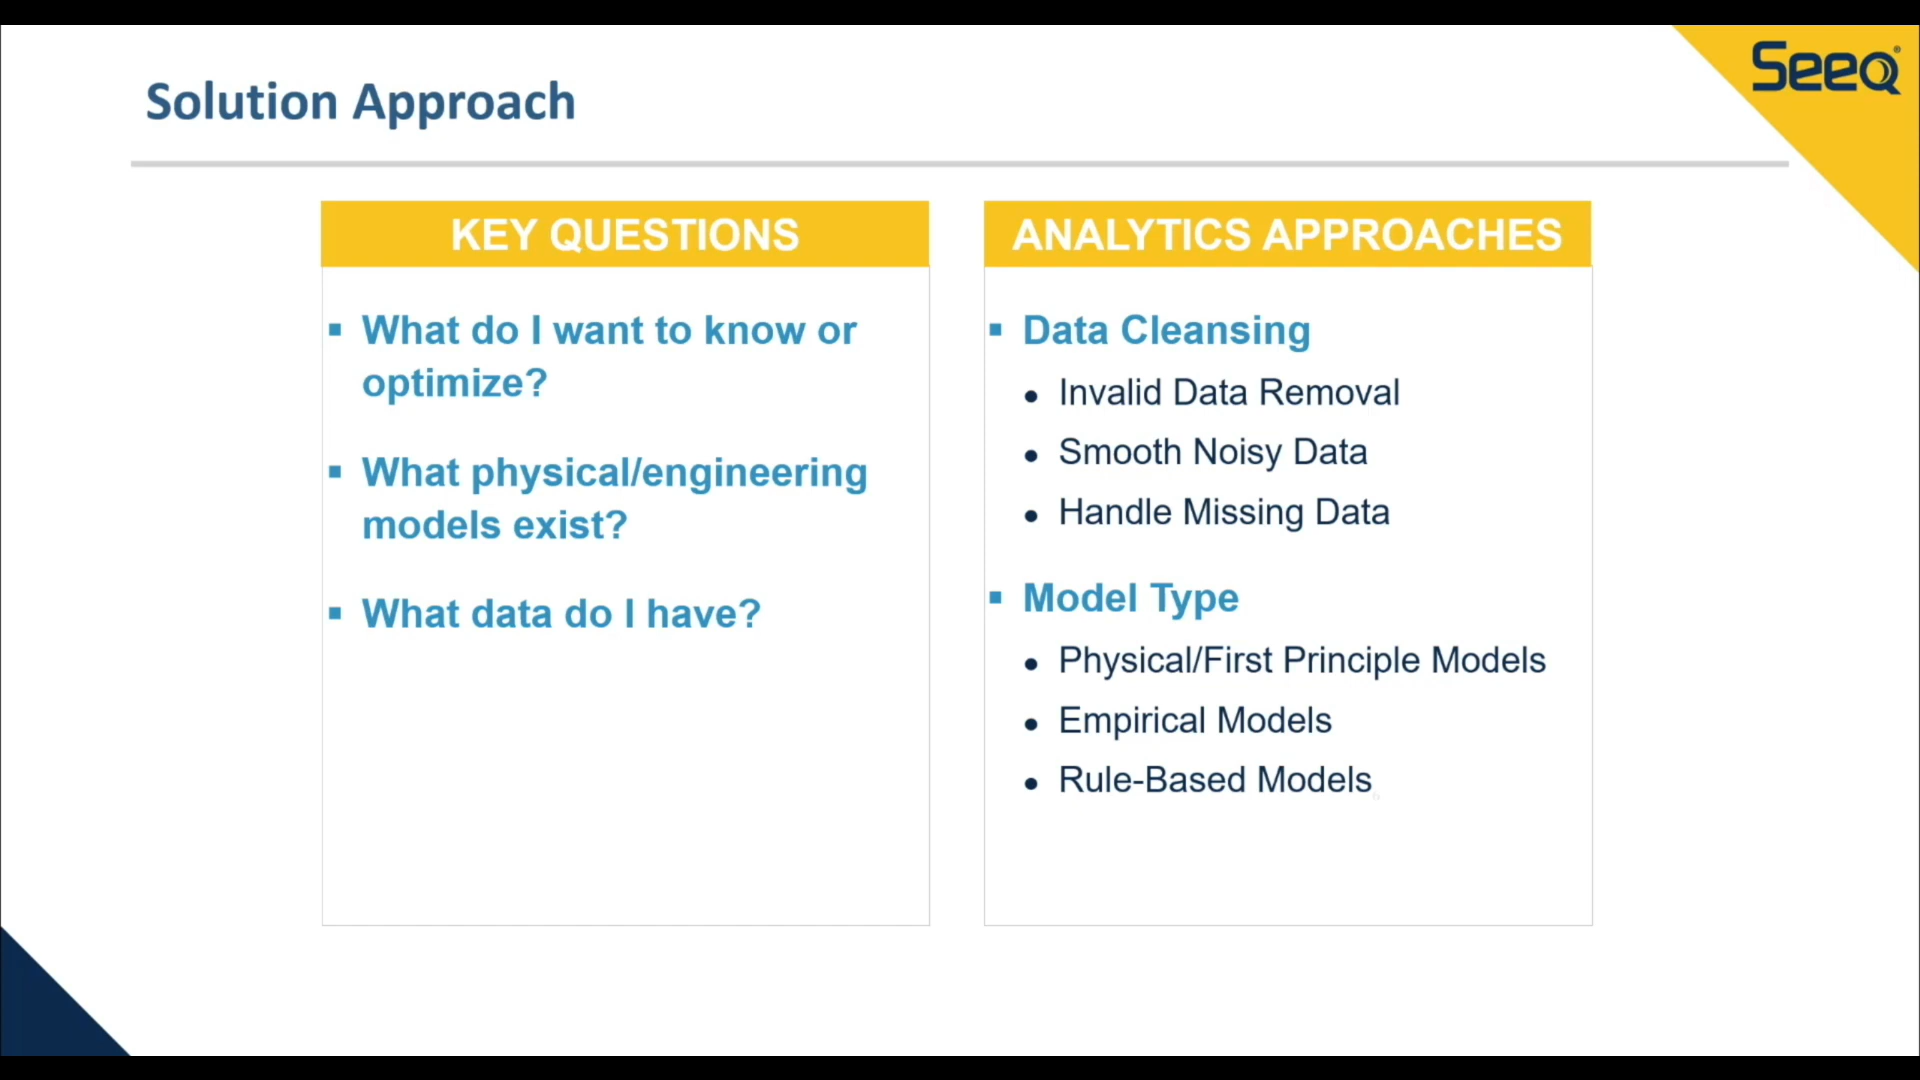 Seeq®
Solution Approach
KEY QUESTIONS
▪ What do I want to know or
optimize?
▪ What physical/engineering
models exist?
▪ What data do I have?
ANALYTICS APPROACHES
▪ Data Cleansing
• Invalid Data Removal
• Smooth Noisy Data
• Handle Missing Data
▪ Model Type
• Physical/First Principle Models
• Empirical Models
• Rule-Based Models